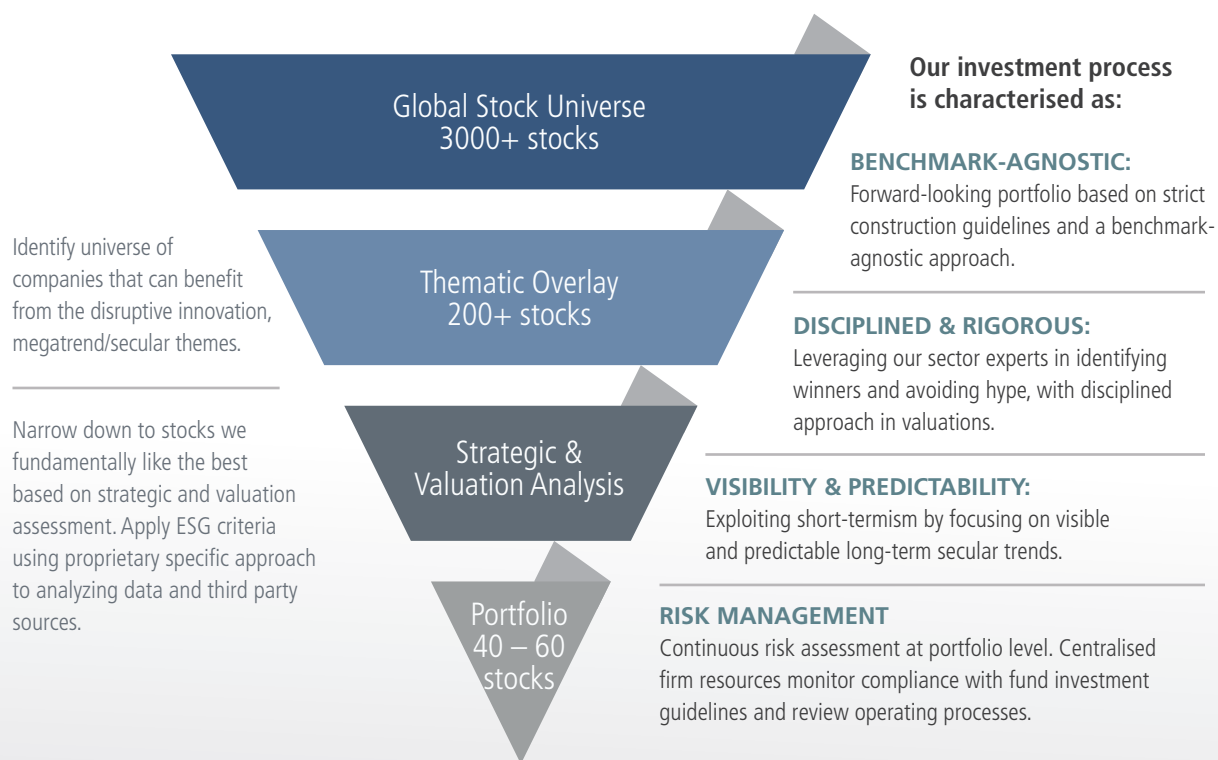 Global Stock Universe
3000+ stocks
Thematic Overlay
200+ stocks
Strategic &
Valuation Analysis
Portfolio
40 – 60
stocks
Identify universe of
companies that can benefit
from the disruptive innovation,
megatrend/secular themes.
Narrow down to stocks we
fundamentally like the best
based on strategic and valuation
assessment. Apply ESG criteria
using proprietary specific approach
to analyzing data and third party
sources.
Our investment process
is characterised as:
BENCHMARK-AGNOSTIC:
Forward-looking portfolio based on strict
construction guidelines and a benchmark-
agnostic approach.
DISCIPLINED & RIGOROUS:
Leveraging our sector experts in identifying
winners and avoiding hype, with disciplined
approach in valuations.
VISIBILITY & PREDICTABILITY:
Exploiting short-termism by focusing on visible
and predictable long-term secular trends.
RISK MANAGEMENT
Continuous risk assessment at portfolio level. Centralised
firm resources monitor compliance with fund investment
guidelines and review operating processes.